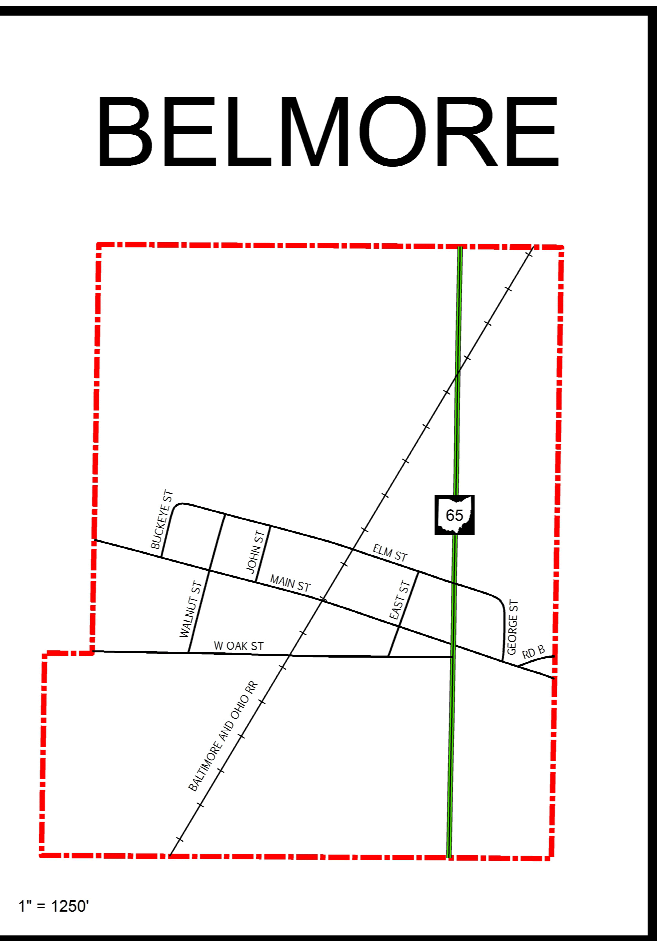 BELMORE
65
BUCKEYE ST
JOHN ST
ELM ST
MAIN ST
WALNUT ST
EAST ST
GEORGE ST
W OAK ST
RD B
BALTIMORE AND OHIO RR
1" = 1250'